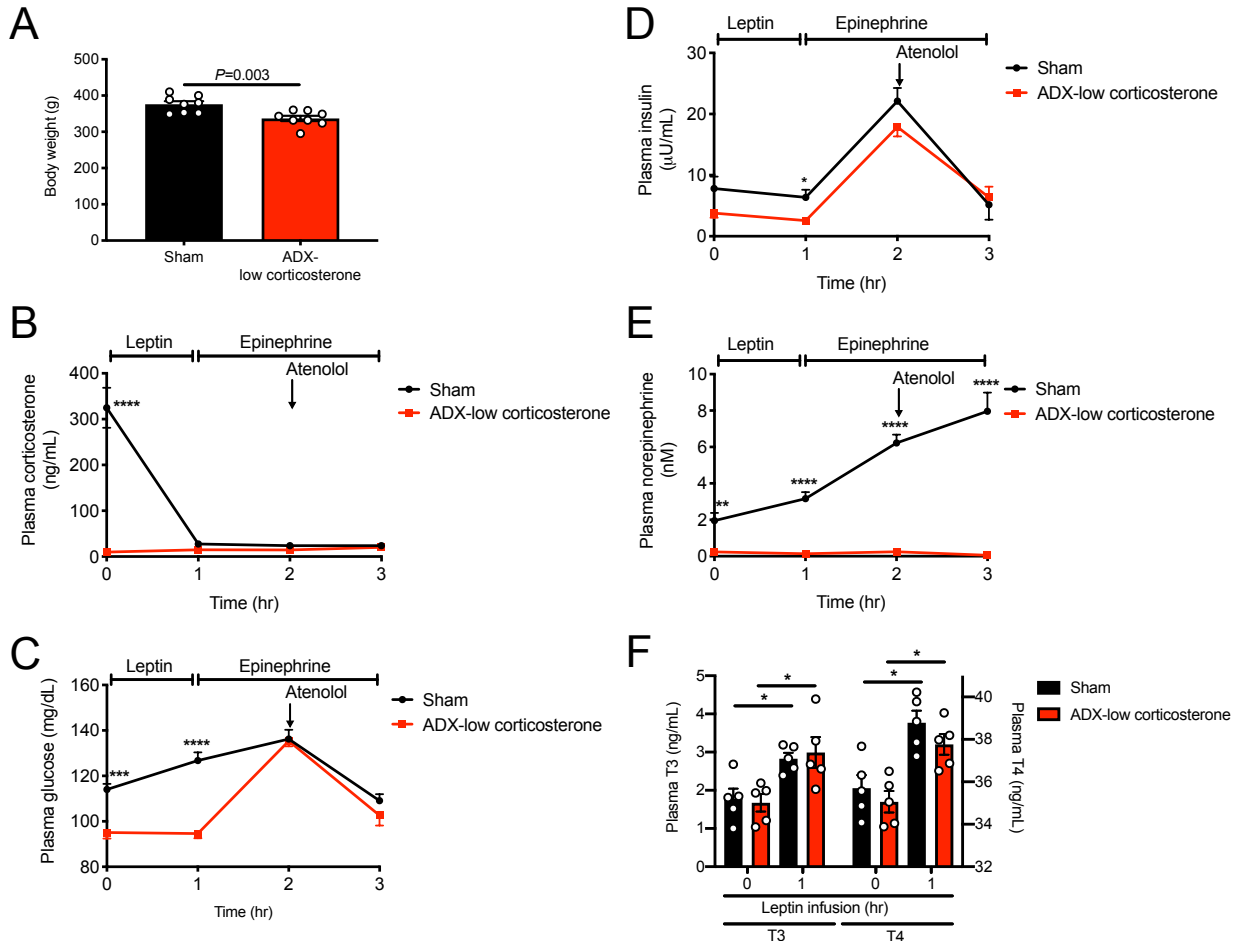 A
Body weight (g)
500
400
300
200
100
0
P=0.003
Sham
ADX-
low corticosterone
B
Leptin
Epinephrine
Atenolol
Plasma corticosterone
(ng/mL)
400
300
200
100
0
****
0 1 2 3
Time (hr)
Sham
ADX-low corticosterone
C
Leptin
Epinephrine
Atenolol
Plasma glucose (mg/dL)
160
140
120
100
80
***
****
0 1 2 3
Time (hr)
Sham
ADX-low corticosterone
D
Leptin
Epinephrine
Atenolol
Plasma insulin
(μU/mL)
30
20
10
0
*
0 1 2 3
Time (hr)
Sham
ADX-low corticosterone
E
Leptin
Epinephrine
Atenolol
Plasma norepinephrine
(nM)
10
8
6
4
2
0
**
****
****
****
0 1 2 3
Time (hr)
Sham
ADX-low corticosterone
F
Plasma T3 (ng/mL)
5
4
3
2
1
0
* * * *
40
38
36
34
32
Plasma T4
(ng/mL)
0 1 0 1
Leptin infusion (hr)
T3 T4
Sham
ADX-low corticosterone